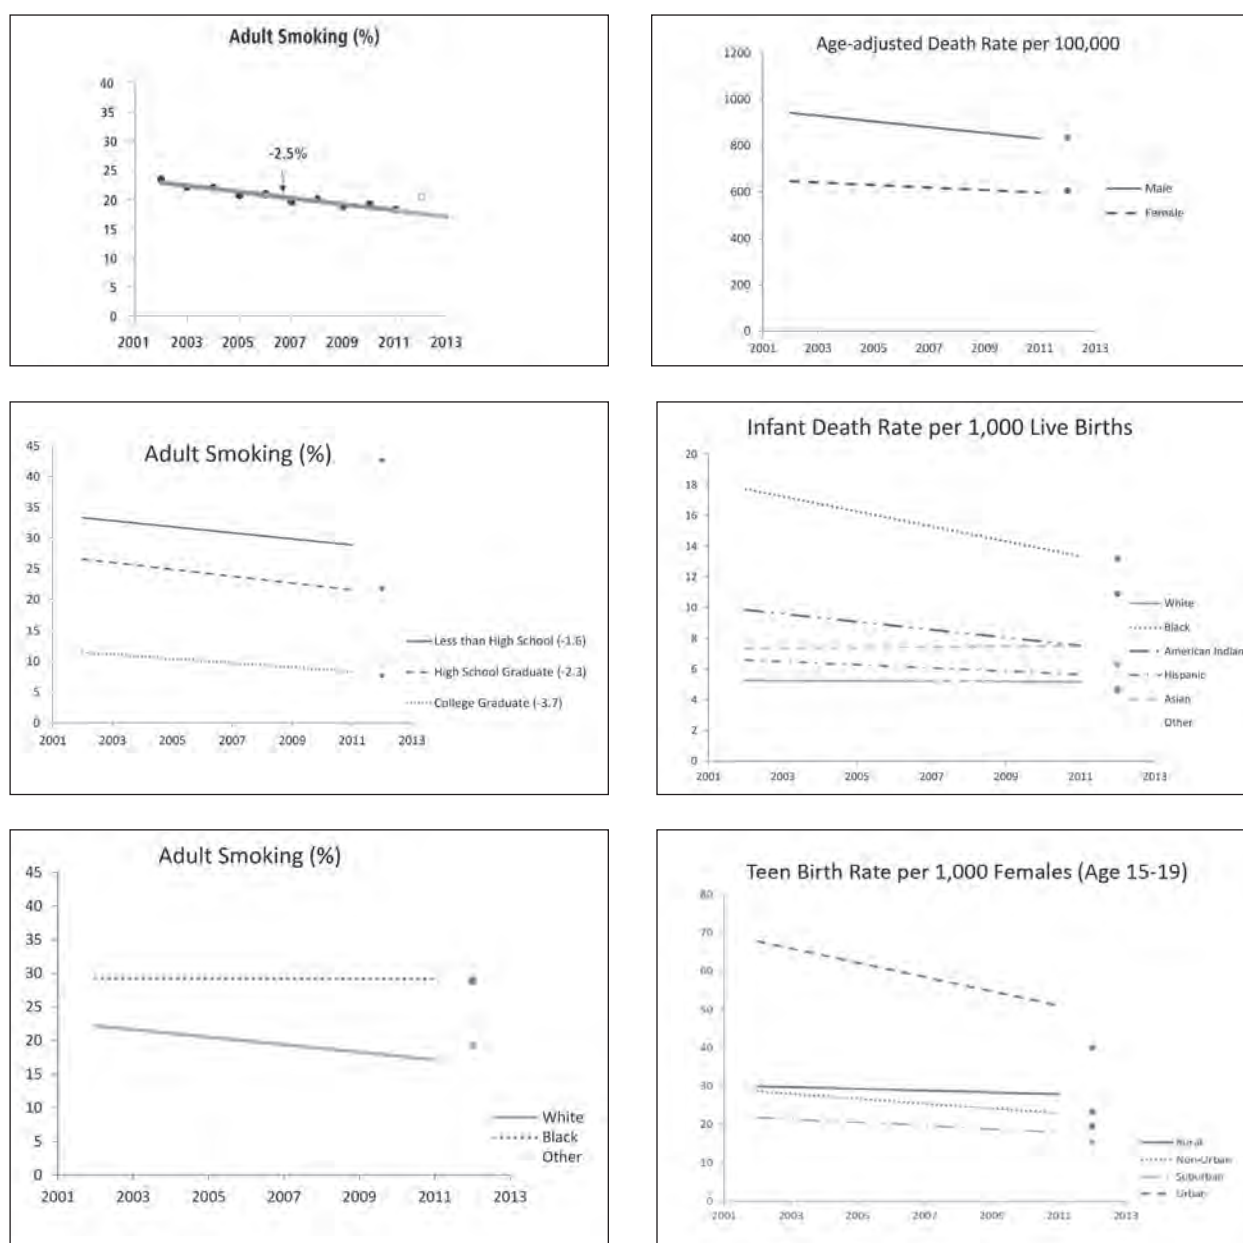 Adult Smoking (%)
40
35
30
25
20
15
10
5
0
-2.5%
2001 2003 2005 2007 2009 2011 2013
Age-adjusted Death Rate per 100,000
1200
1000
800
600
400
200
0
2001 2003 2005 2007 2009 2011 2013
Male
Female
Adult Smoking (%)
45
40
35
30
25
20
15
10
5
0
2001 2003 2005 2007 2009 2011 2013
Less than High School (-1.6)
High School Graduate (-2.3)
College Graduate (-3.7)
Infant Death Rate per 1,000 Live Births
20
18
16
14
12
10
8
6
4
2
0
2001 2003 2005 2007 2009 2011 2013
White
Black
American Indian
Hispanic
Asian
Other
Adult Smoking (%)
45
40
35
30
25
20
15
10
5
0
2001 2003 2005 2007 2009 2011 2013
White
Black
Other
Teen Birth Rate per 1,000 Females (Age 15-19)
80
70
60
50
40
30
20
10
0
2001 2003 2005 2007 2009 2011 2013
Rural
Non-Urban
Suburban
Urban